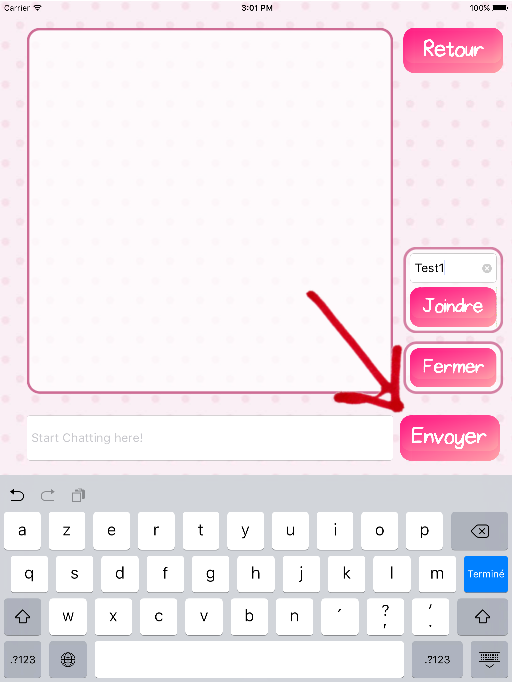 Carrier 3:01 PM 100%
Retour
Test1
Joindre
Fermer
Start Chatting here!
Envoyer
a z e r t y u i o p
q s d f g h j k l m Terminé
w x c v b n ´ ? , ' .
.?123 .?123